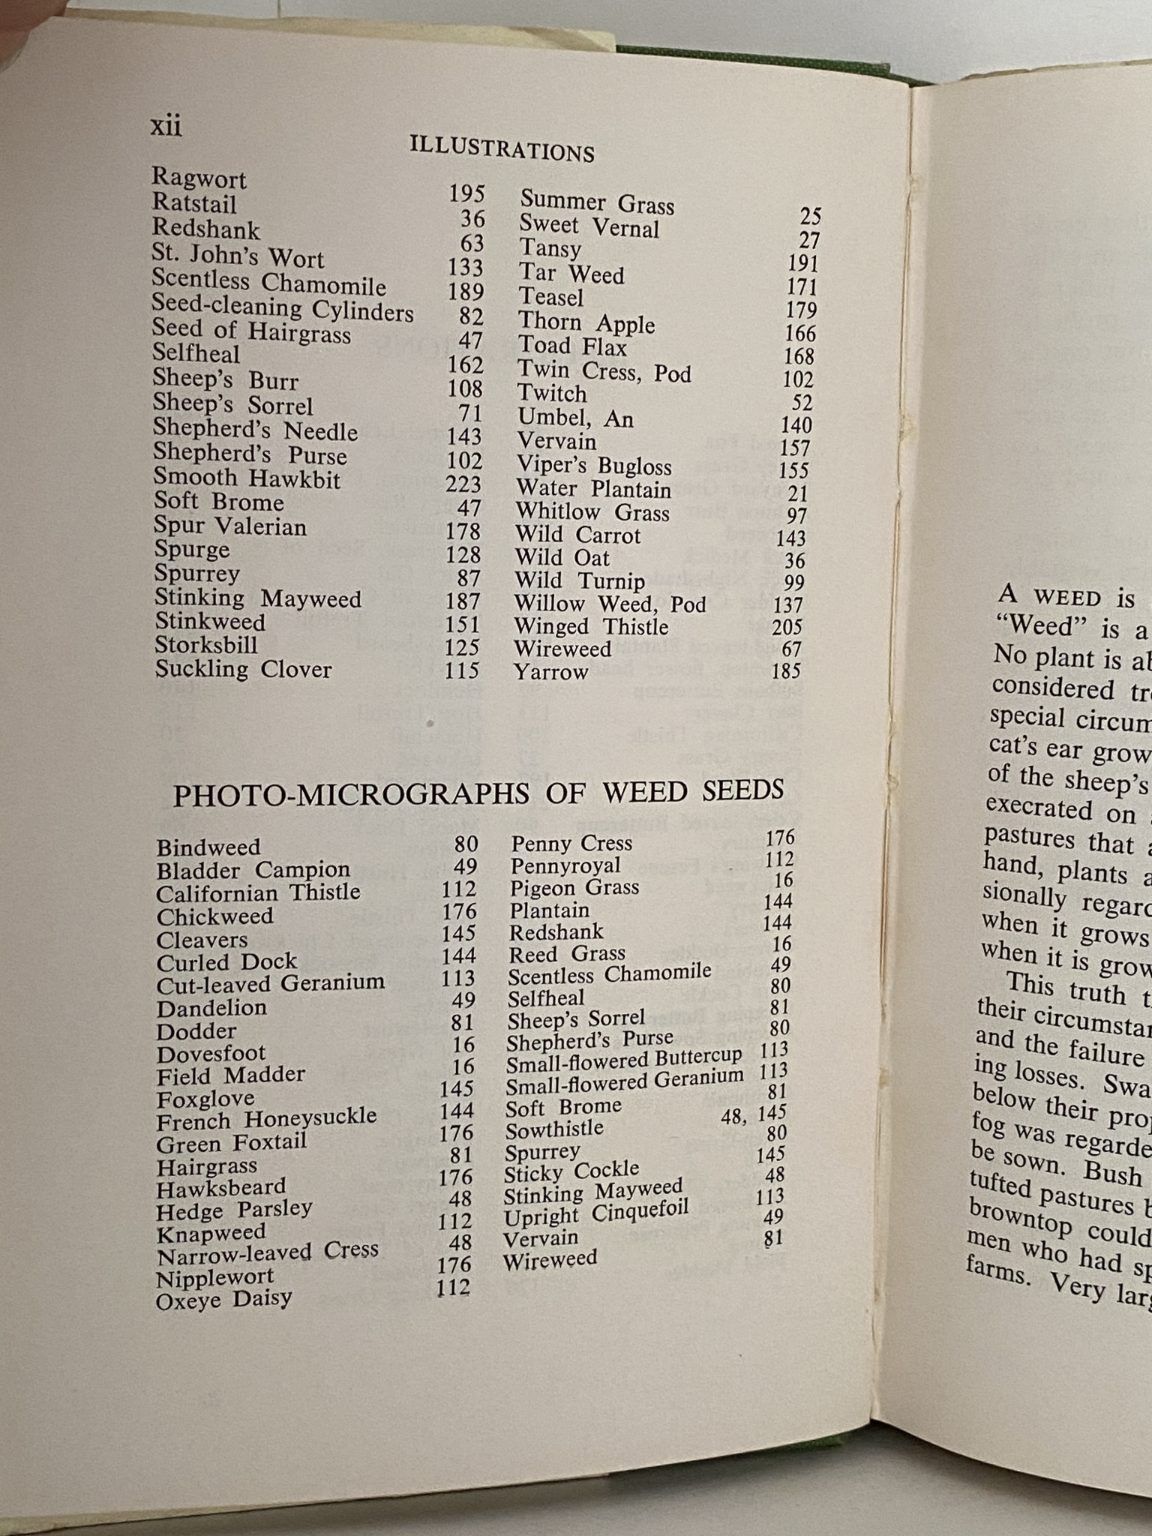 xii
ILLUSTRATIONS
Ragwort 195
Ratstail 36
Redshank 63
St. John's Wort 133
Scentless Chamomile 189
Seed-cleaning Cylinders 82
Seed of Hairgrass 47
Selfheal 162
Sheep's Burr 108
Sheep's Sorrel 71
Shepherd's Needle 143
Shepherd's Purse 102
Smooth Hawkbit 223
Soft Brome 47
Spur Valerian 178
Spurge 128
Spurrey 87
Stinking Mayweed 187
Stinkweed 151
Storksbill 125
Suckling Clover 115
Summer Grass 25
Sweet Vernal 27
Tansy 191
Tar Weed 171
Teasel 179
Thorn Apple 166
Toad Flax 168
Twin Cress, Pod 102
Twitch 52
Umbel, An 140
Vervain 157
Viper's Bugloss 155
Water Plantain 21
Whitlow Grass 97
Wild Carrot 143
Wild Oat 36
Wild Turnip 99
Willow Weed, Pod 137
Winged Thistle 205
Wireweed 67
Yarrow 185
PHOTO-MICROGRAPHS OF WEED SEEDS
Bindweed 80
Bladder Campion 49
Californian Thistle 112
Chickweed 176
Cleavers 145
Curled Dock 144
Cut-leaved Geranium 113
Dandelion 49
Dodder 81
Dovesfoot 16
Field Madder 16
Foxglove 145
French Honeysuckle 144
Green Foxtail 176
Hairgrass 81
Hawksbeard 176
Hedge Parsley 48
Knapweed 112
Narrow-leaved Cress 48
Nipplewort 176
Oxeye Daisy 112
Penny Cress 176
Pennyroyal 112
Pigeon Grass 16
Plantain 144
Redshank 144
Reed Grass 16
Scentless Chamomile 49
Selfheal 80
Sheep's Sorrel 81
Shepherd's Purse 80
Small-flowered Buttercup 113
Small-flowered Geranium 113
Soft Brome 81
Sowthistle 48, 145
Spurrey 80
Sticky Cockle 145
Stinking Mayweed 48
Upright Cinquefoil 113
Vervain 49
Wireweed 81
A WEED is
“Weed” is a
No plant is
considered
special
cat's ear
of the sheep's
execrated on
pastures that
hand, plants
when it grows
when it is
This truth
their
and the failure
ing losses.
below their
fog was
be sown. Bush
tufted pastures
browntop could
men who had
farms. Very